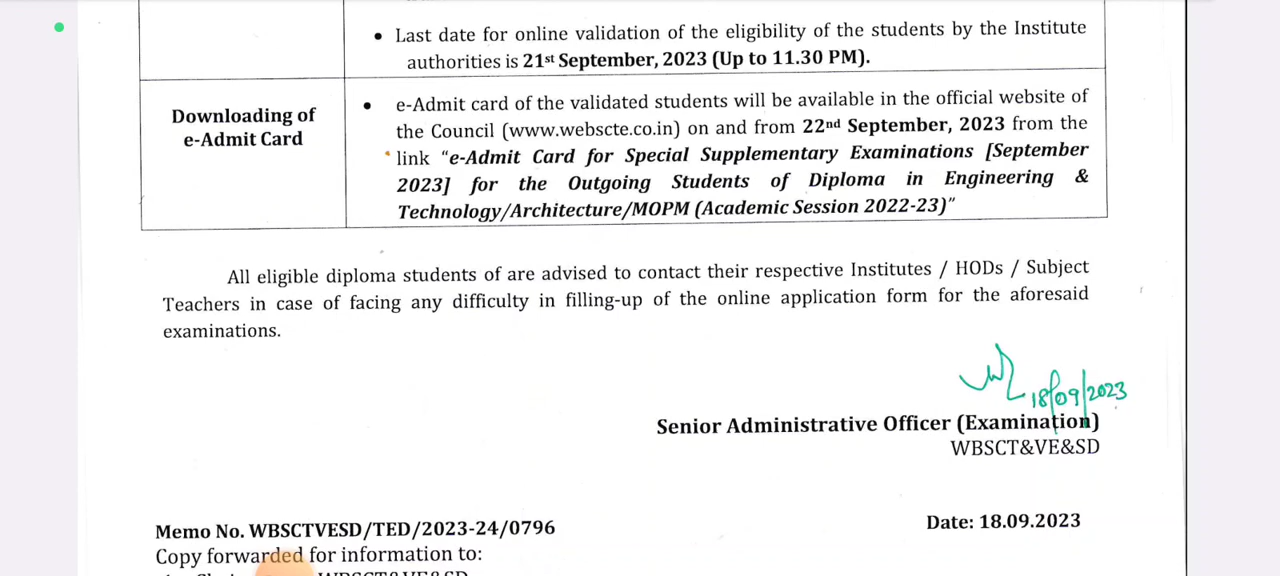 • Last date for online validation of the eligibility of the students by the Institute
authorities is 21st September, 2023 (Up to 11.30 PM).
Downloading of
e-Admit Card
• e-Admit card of the validated students will be available in the official website of
the Council (www.webscte.co.in) on and from 22nd September, 2023 from the
link "e-Admit Card for Special Supplementary Examinations [September
2023] for the Outgoing Students of Diploma in Engineering &
Technology/Architecture/MOPM (Academic Session 2022-23)"
All eligible diploma students of are advised to contact their respective Institutes / HODs / Subject
Teachers in case of facing any difficulty in filling-up of the online application form for the aforesaid
examinations.
18/09/2023
Senior Administrative Officer (Examination)
WBSCT&VE&SD
Memo No. WBSCTVESD/TED/2023-24/0796
Date: 18.09.2023
Copy forwarded for information to: